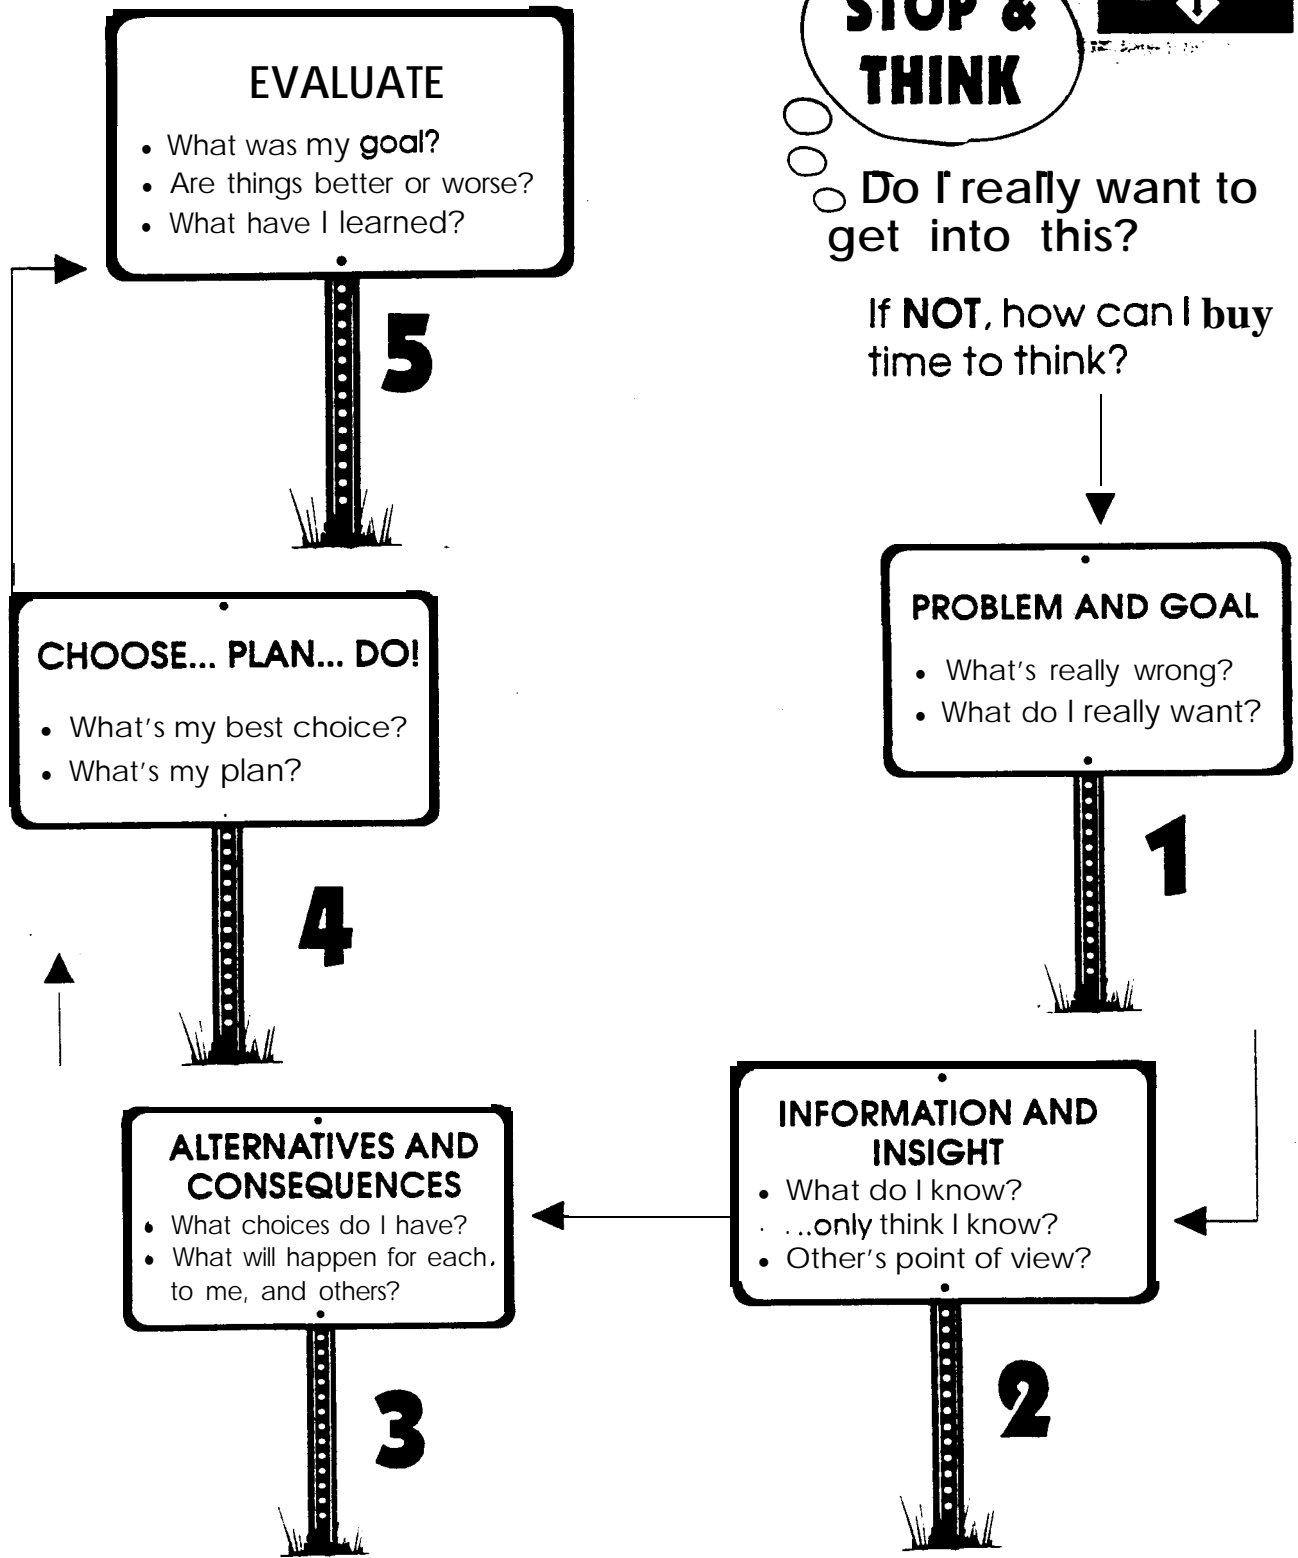 STOP &
THINK
Do I really want to
get into this?
If NOT, how can I buy
time to think?
PROBLEM AND GOAL
• What's really wrong?
• What do I really want?
1
INFORMATION AND
INSIGHT
• What do I know?
. ...only think I know?
• Other's point of view?
2
ALTERNATIVES AND
CONSEQUENCES
• What choices do I have?
• What will happen for each.
to me, and others?
3
CHOOSE... PLAN... DO!
• What's my best choice?
• What's my plan?
4
EVALUATE
• What was my goal?
• Are things better or worse?
• What have I learned?
5